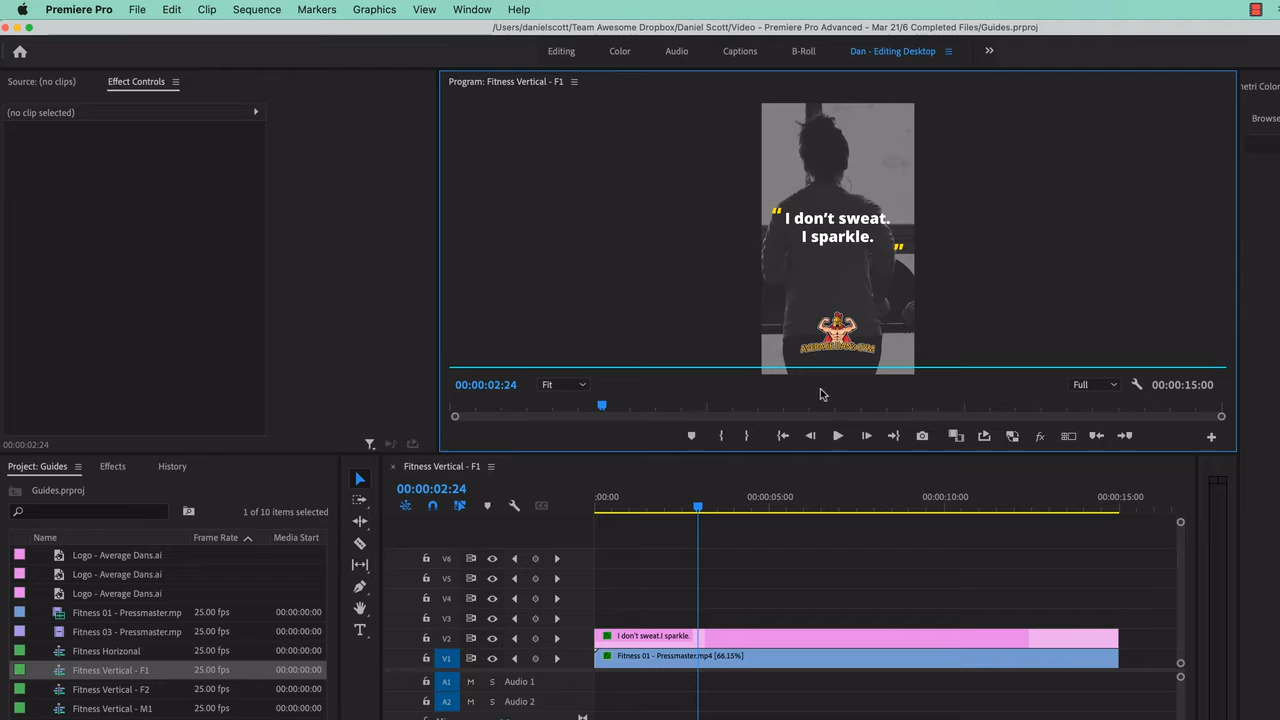 Premiere Pro File Edit Clip Sequence Markers Graphics View Window Help
/Users/danielscott/Team Awesome Dropbox/Daniel Scott/Video - Premiere Pro Advanced - Mar 21/6 Completed Files/Guides.prproj
Editing Color Audio Captions B-Roll Dan - Editing Desktop
Source: (no clips) Effect Controls
Program: Fitness Vertical - F1
etri Color
(no clip selected)
Browse
“ I don’t sweat.
I sparkle. ”
AVERAGE DANS GYM
00:00:02:24 Fit Full 00:00:15:00
00:00:02:24
Project: Guides Effects History
Fitness Vertical - F1
Guides.prproj
00:00:02:24
:00:00 00:00:05:00 00:00:10:00 00:00:15:00
1 of 10 items selected
Name Frame Rate Media Start
Logo - Average Dans.ai
V6
Logo - Average Dans.ai
V5
Logo - Average Dans.ai
V4
Fitness 01 - Pressmaster.mp 25.00 fps 00:00:00:00
V3
Fitness 03 - Pressmaster.mp 25.00 fps 00:00:00:00
V2 I don’t sweat.I sparkle.
Fitness Horizonal 25.00 fps 00:00:00:00
V1 Fitness 01 - Pressmaster.mp4 [66.15%]
Fitness Vertical - F1 25.00 fps 00:00:00:00
A1 M S Audio 1
Fitness Vertical - F2 25.00 fps 00:00:00:00
A2 M S Audio 2
Fitness Vertical - M1 25.00 fps 00:00:00:00